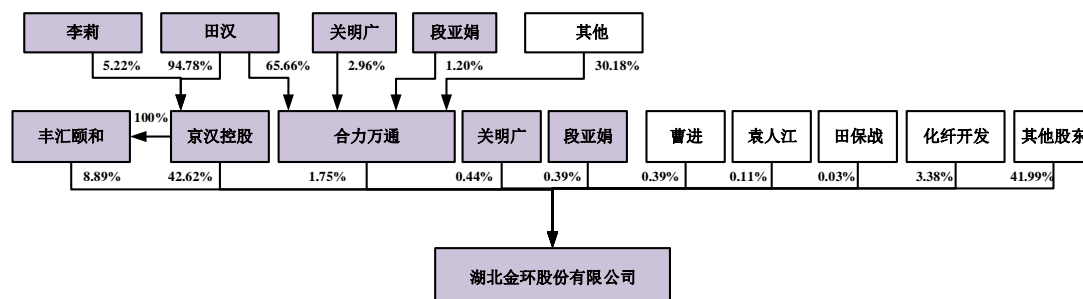 李莉
田汉
关明广
段亚娟
其他
5.22%
94.78%
65.66%
2.96%
1.20%
30.18%
丰汇颐和
100%
京汉控股
合力万通
关明广
段亚娟
曹进
袁人江
田保战
化纤开发
其他股东
8.89%
42.62%
1.75%
0.44%
0.39%
0.39%
0.11%
0.03%
3.38%
41.99%
湖北金环股份有限公司